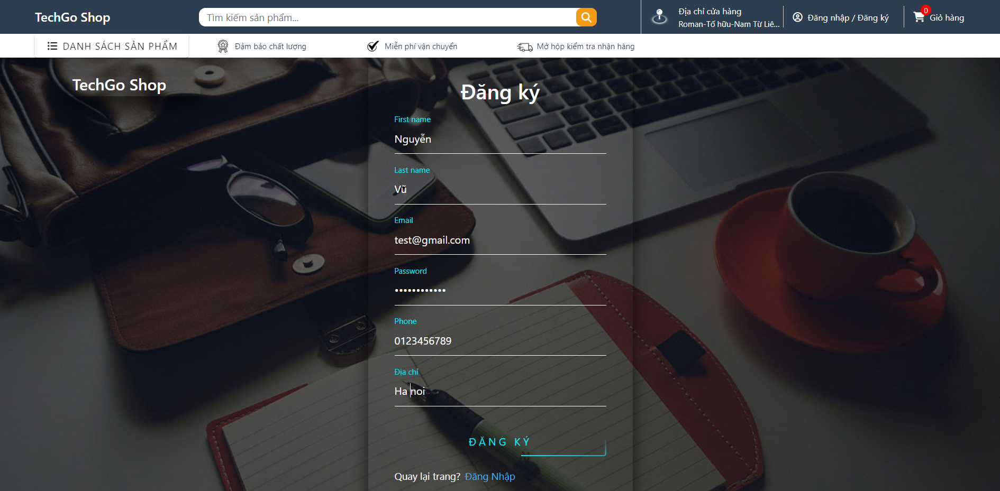 TechGo Shop
Tìm kiếm sản phẩm...
Địa chỉ cửa hàng
Roman-Tố hữu-Nam Từ Liê...
Đăng nhập / Đăng ký
0
Giỏ hàng
DANH SÁCH SẢN PHẨM
Đảm bảo chất lượng
Miễn phí vận chuyển
Mở hộp kiểm tra nhận hàng
TechGo Shop
Đăng ký
First name
Nguyễn
Last name
Vũ
Email
test@gmail.com
Password
••••••••••••
Phone
0123456789
Địa chỉ
Ha noi
ĐĂNG KÝ
Quay lại trang? Đăng Nhập